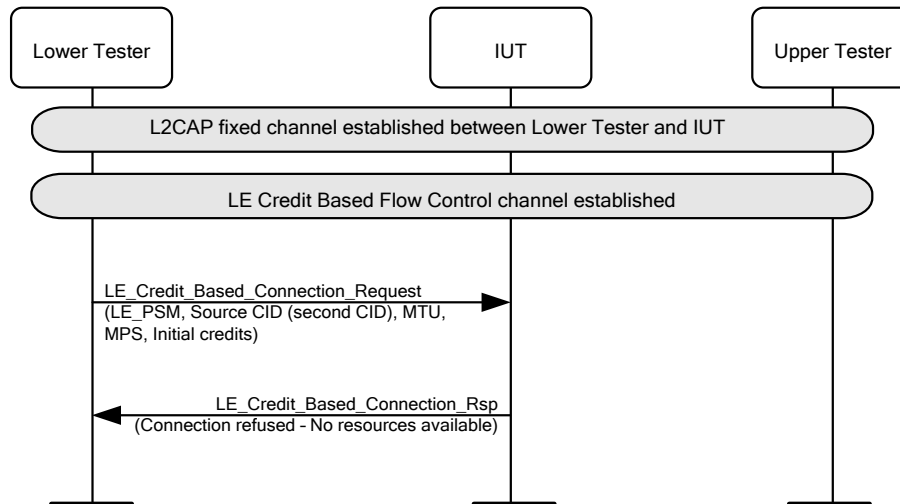 Lower Tester
IUT
Upper Tester
L2CAP fixed channel established between Lower Tester and IUT
LE Credit Based Flow Control channel established
LE_Credit_Based_Connection_Request
(LE_PSM, Source CID (second CID), MTU,
MPS, Initial credits)
LE_Credit_Based_Connection_Rsp
(Connection refused - No resources available)